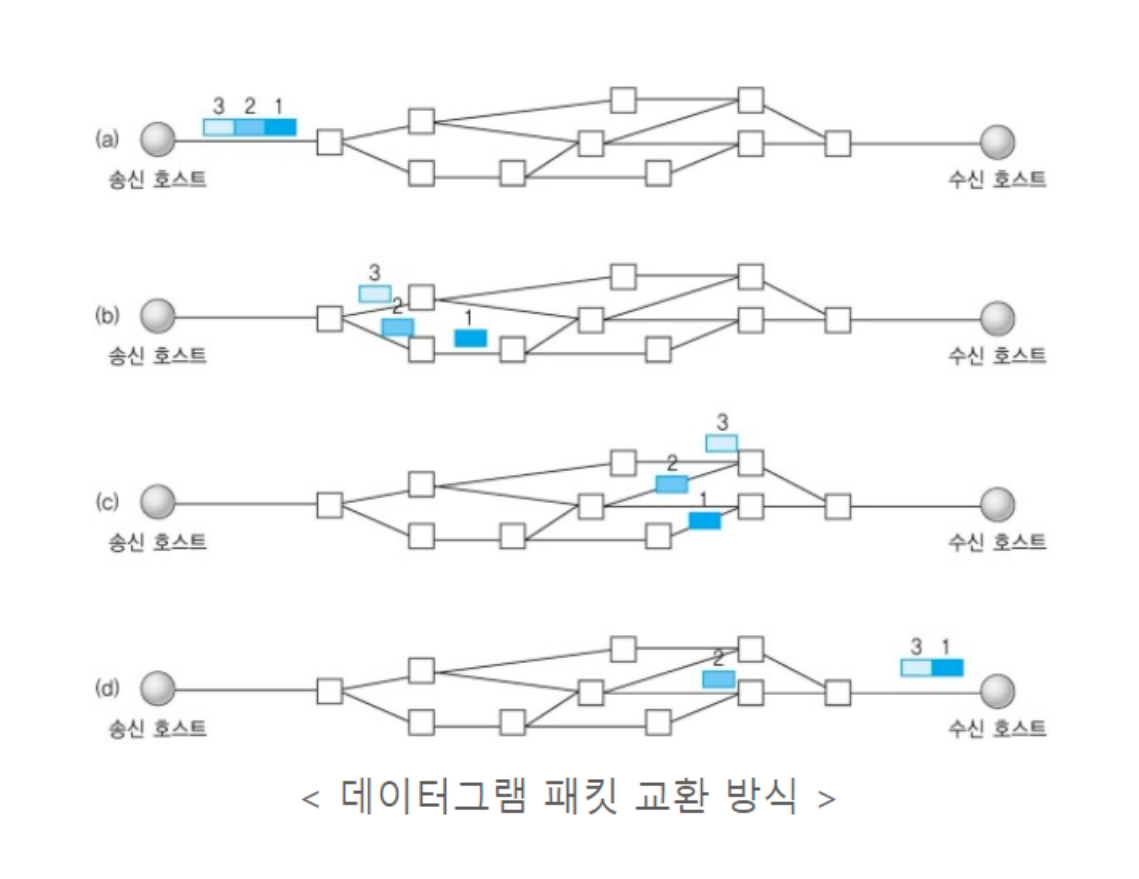 3 2 1
(a)
송신 호스트 수신 호스트
3
2
1
(b)
송신 호스트 수신 호스트
3
2
1
(c)
송신 호스트 수신 호스트
2
3 1
(d)
송신 호스트 수신 호스트
< 데이터그램 패킷 교환 방식 >